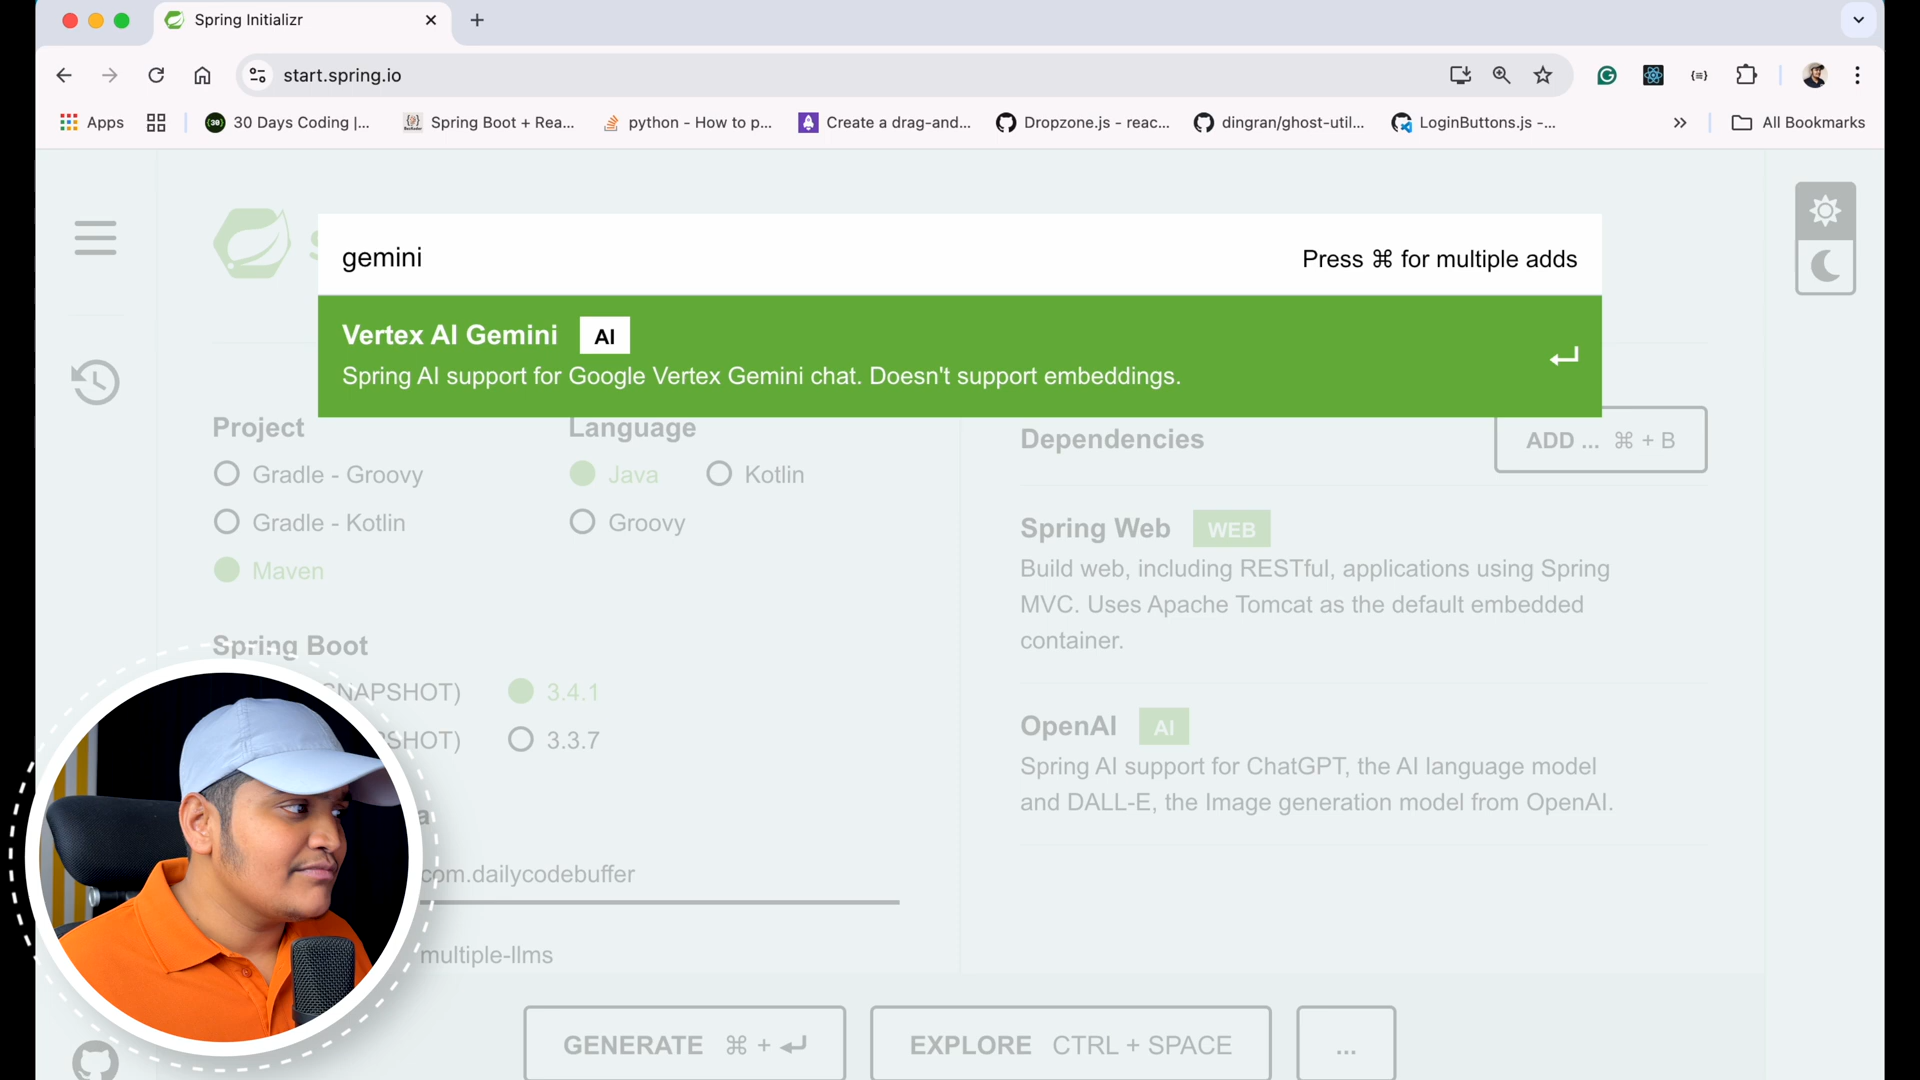 Spring Initializr
start.spring.io
Apps
30 Days Coding |...
Spring Boot + Rea...
python - How to p...
Create a drag-and...
Dropzone.js - reac...
dingran/ghost-util...
LoginButtons.js -...
All Bookmarks
gemini
Press ⌘ for multiple adds
Vertex AI Gemini AI
Spring AI support for Google Vertex Gemini chat. Doesn't support embeddings.
Project
Gradle - Groovy
Gradle - Kotlin
Maven
Language
Java Kotlin
Groovy
Spring Boot
SNAPSHOT) 3.4.1
SHOT) 3.3.7
com.dailycodebuffer
multiple-llms
Dependencies
ADD ... ⌘ + B
Spring Web WEB
Build web, including RESTful, applications using Spring
MVC. Uses Apache Tomcat as the default embedded
container.
OpenAI AI
Spring AI support for ChatGPT, the AI language model
and DALL-E, the Image generation model from OpenAI.
GENERATE ⌘ + ↵
EXPLORE CTRL + SPACE
...